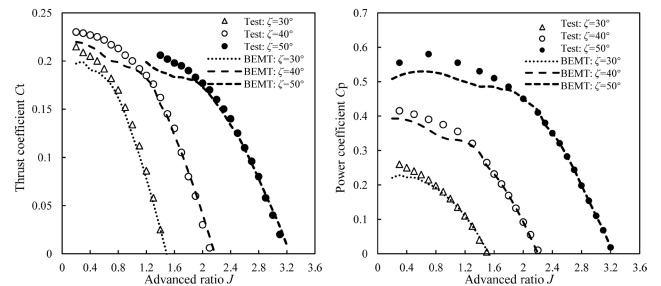 Thrust coefficient Ct
0.25
0.2
0.15
0.1
0.05
0
0 0.4 0.8 1.2 1.6 2 2.4 2.8 3.2 3.6
Advanced ratio J
Test: ζ=30°
Test: ζ=40°
Test: ζ=50°
BEMT: ζ=30°
BEMT: ζ=40°
BEMT: ζ=50°
Power coefficient Cp
0.7
0.6
0.5
0.4
0.3
0.2
0.1
0
0 0.4 0.8 1.2 1.6 2 2.4 2.8 3.2 3.6
Advanced ratio J
Test: ζ=30°
Test: ζ=40°
Test: ζ=50°
BEMT: ζ=30°
BEMT: ζ=40°
BEMT: ζ=50°